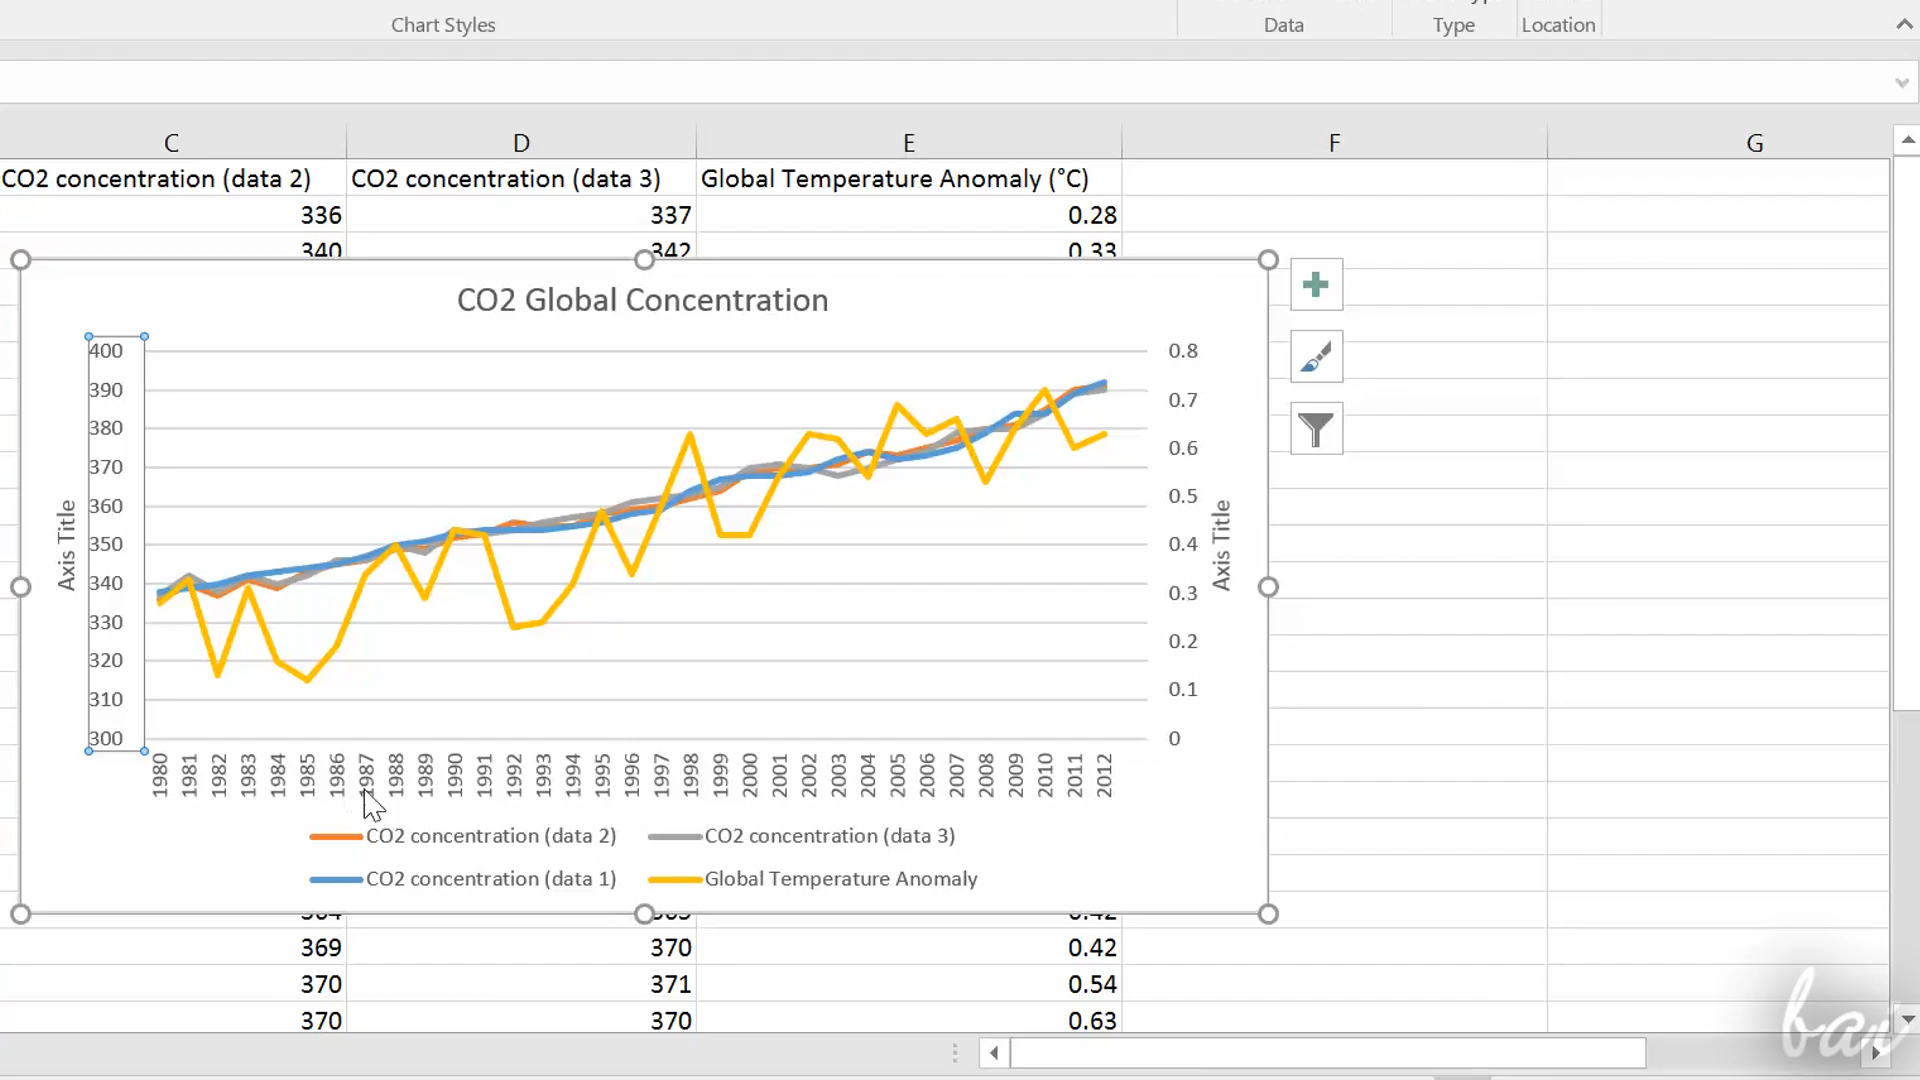 Chart Styles Data Type Location
C D E F G
CO2 concentration (data 2) CO2 concentration (data 3) Global Temperature Anomaly (°C)
336 337 0.28
340 342 0.33
CO2 Global Concentration
400 0.8
390 0.7
380 0.6
370 0.5
360 0.4
350 0.3
340 0.2
330 0.1
320 0
310
300
Axis Title
Axis Title
1980 1981 1982 1983 1984 1985 1986 1987 1988 1989 1990 1991 1992 1993 1994 1995 1996 1997 1998 1999 2000 2001 2002 2003 2004 2005 2006 2007 2008 2009 2010 2011 2012
CO2 concentration (data 2) CO2 concentration (data 3)
CO2 concentration (data 1) Global Temperature Anomaly
0.42
369 370 0.42
370 371 0.54
370 370 0.63